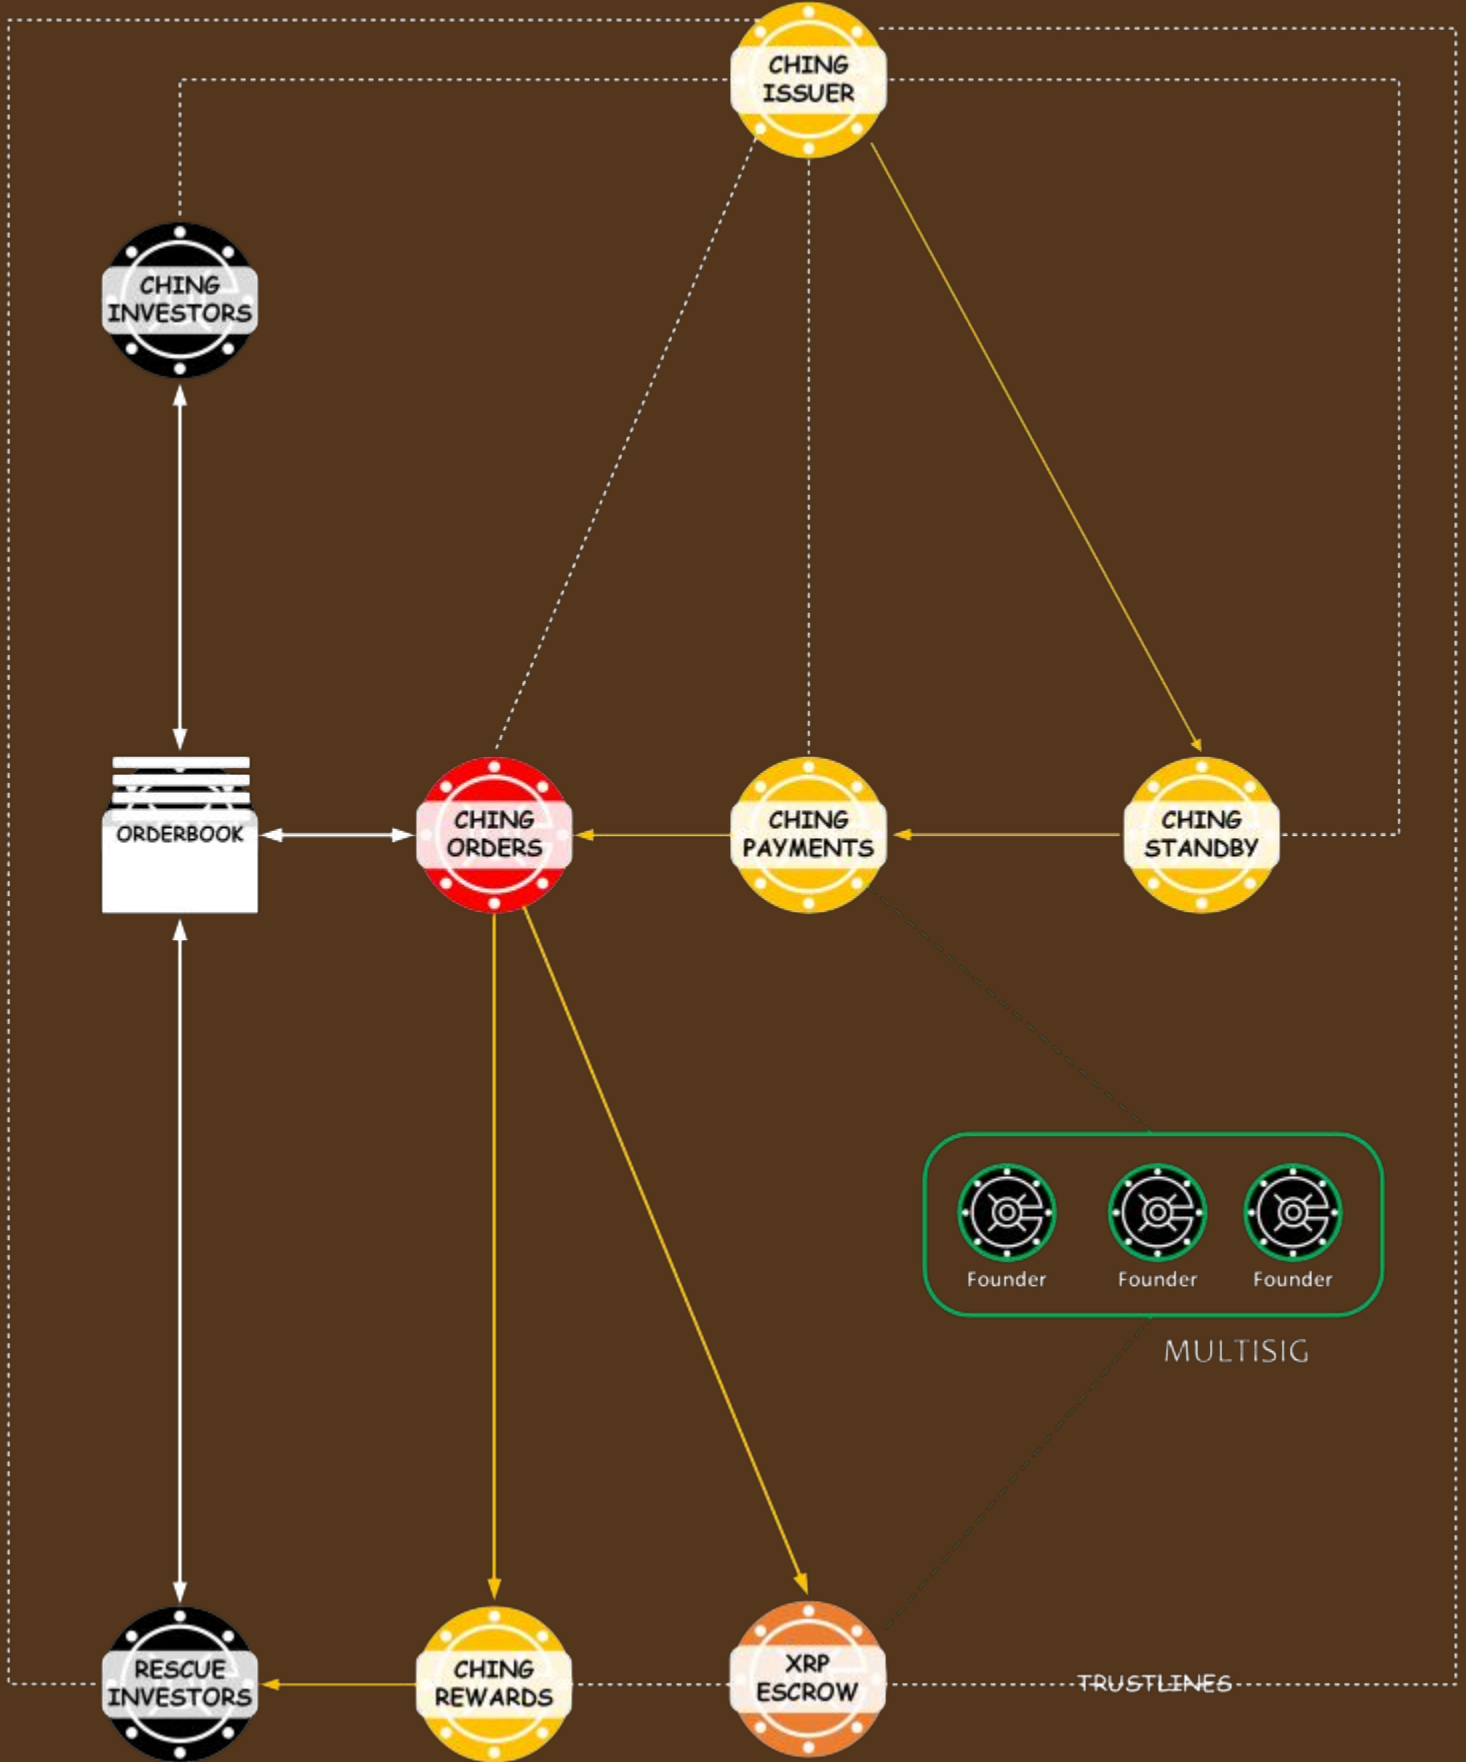 CHING
ISSUER
CHING
INVESTORS
ORDERBOOK
CHING
ORDERS
CHING
PAYMENTS
CHING
STANDBY
Founder
Founder
Founder
MULTISIG
RESCUE
INVESTORS
CHING
REWARDS
XRP
ESCROW
TRUSTLINES